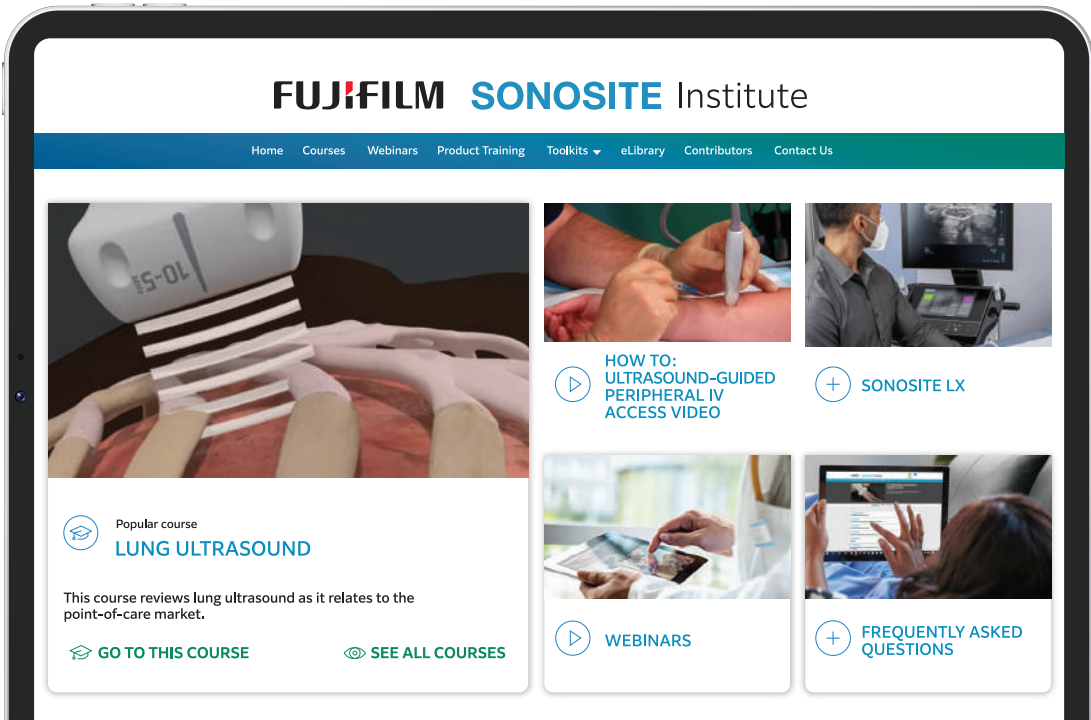 FUJIFILM SONOSITE Institute
Home Courses Webinars Product Training Toolkits eLibrary Contributors Contact Us
10-5
HOW TO:
ULTRASOUND-GUIDED
PERIPHERAL IV
ACCESS VIDEO
SONOSITE LX
Popular course
LUNG ULTRASOUND
This course reviews lung ultrasound as it relates to the
point-of-care market.
GO TO THIS COURSE
SEE ALL COURSES
WEBINARS
FREQUENTLY ASKED
QUESTIONS